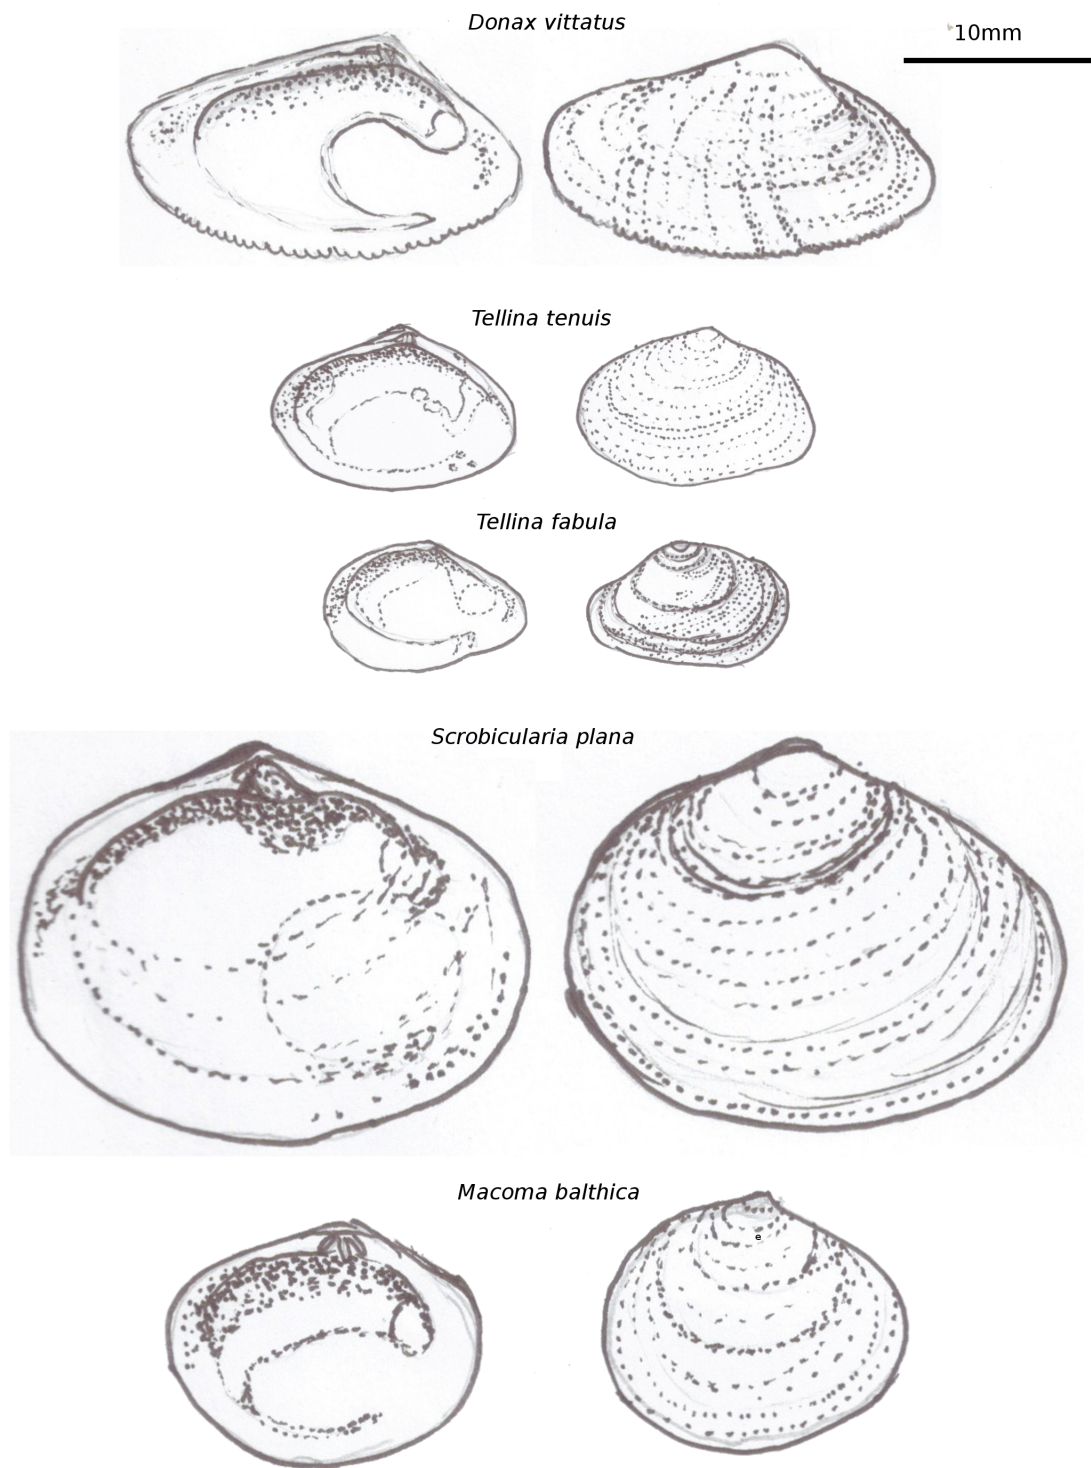 Donax vittatus
10mm
Tellina tenuis
Tellina fabula
Scrobicularia plana
Macoma balthica
e